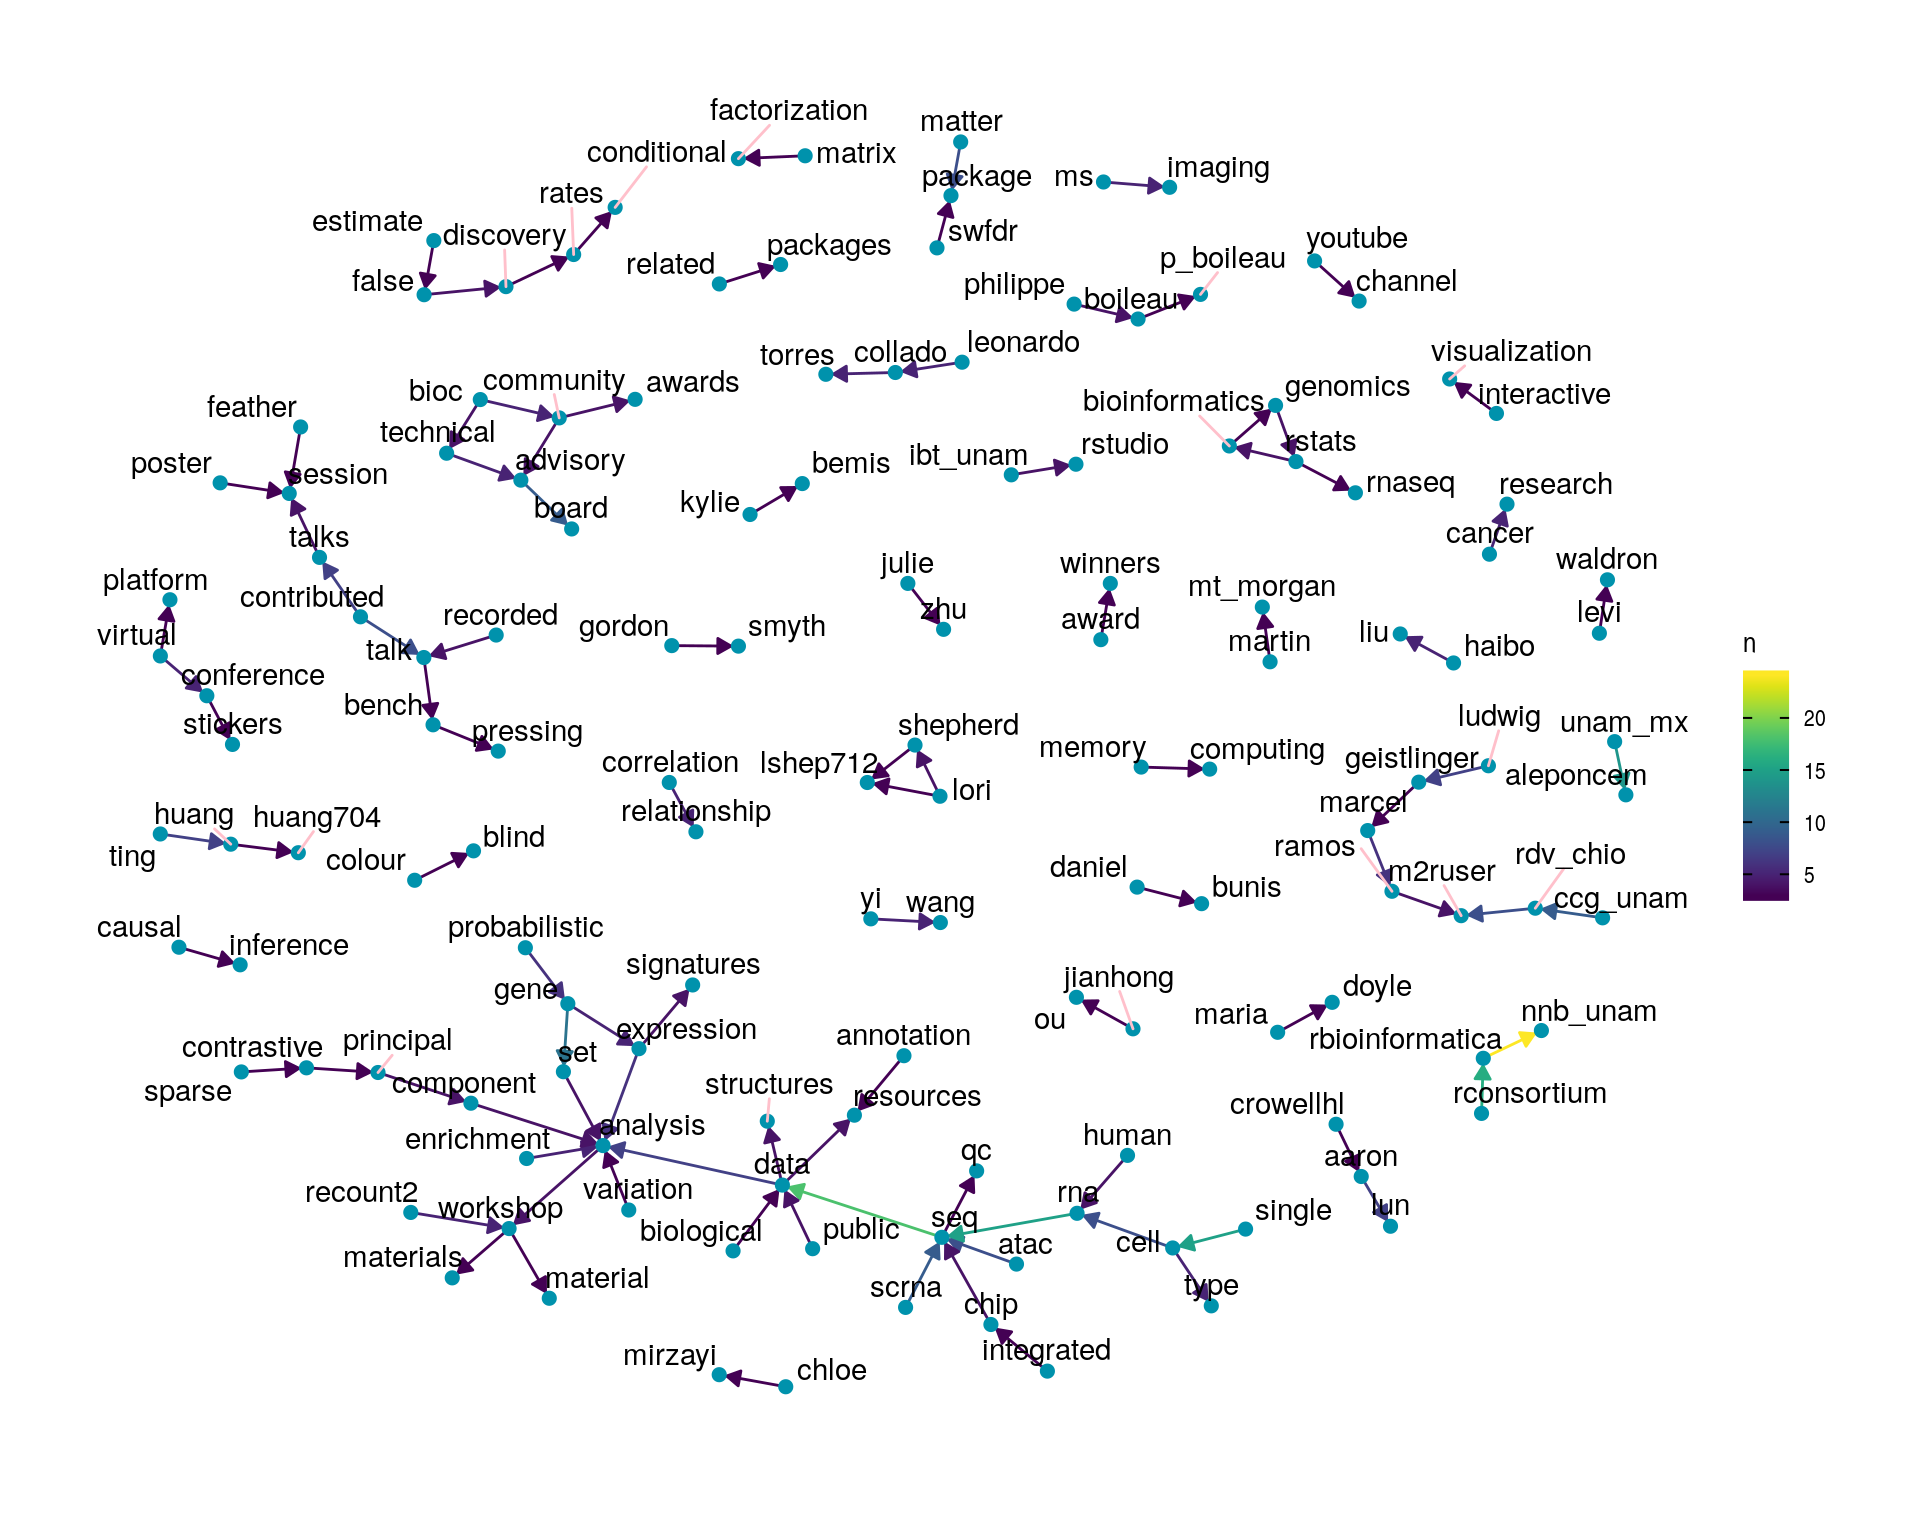 factorization
matter
conditional
matrix
package
ms
imaging
rates
estimate
discovery
swfdr
youtube
packages
related
p_boileau
false
philippe
boileau
channel
leonardo
torres
collado
visualization
bioc
community
awards
genomics
interactive
feather
bioinformatics
technical
rstats
poster
session
advisory
bemis
ibt_unam
rstudio
rnaseq
research
kylie
board
cancer
talks
julie
winners
waldron
platform
mt_morgan
contributed
recorded
zhu
award
levi
virtual
gordon
smyth
liu
martin
haibo
talk
conference
bench
stickers
pressing
shepherd
ludwig
unam_mx
memory
computing
correlation
lshep712
geistlinger
aleponcem
lori
marcel
relationship
huang
huang704
ting
colour
blind
ramos
rdv_chio
daniel
m2ruser
bunis
ccg_unam
yi
wang
causal
probabilistic
inference
signatures
jianhong
gene
doyle
maria
ou
nnb_unam
expression
annotation
rbioinformatica
contrastive
principal
set
sparse
component
structures
resources
rconsortium
crowellhl
enrichment
analysis
human
qc
data
aaron
recount2
variation
rna
workshop
lun
single
biological
public
seq
atac
cell
materials
material
scrna
type
chip
integrated
mirzayi
chloe
n
20
15
10
5